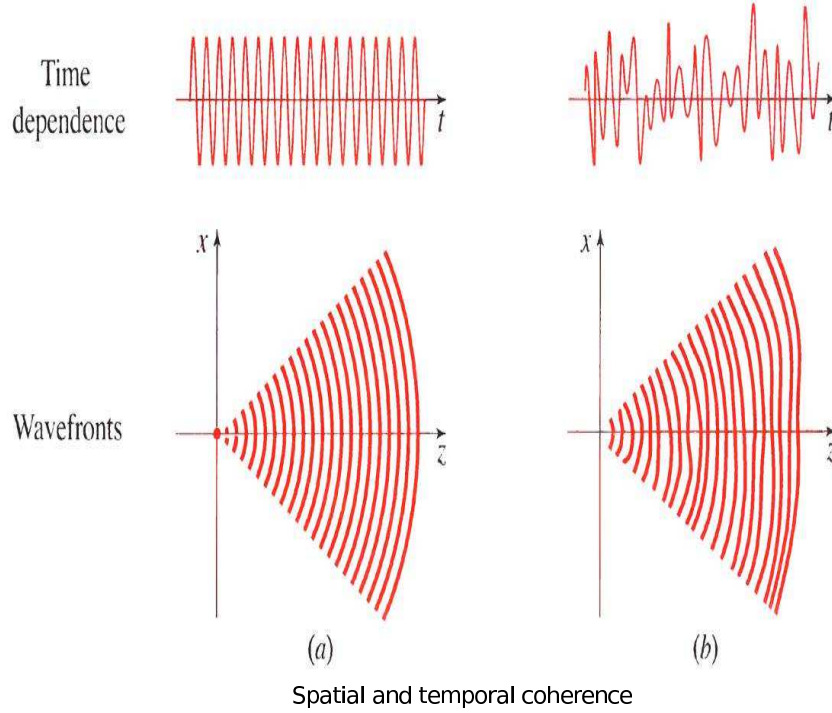 Time
dependence
t
t
x
x
Wavefronts
z
z
(a)
(b)
Spatial and temporal coherence